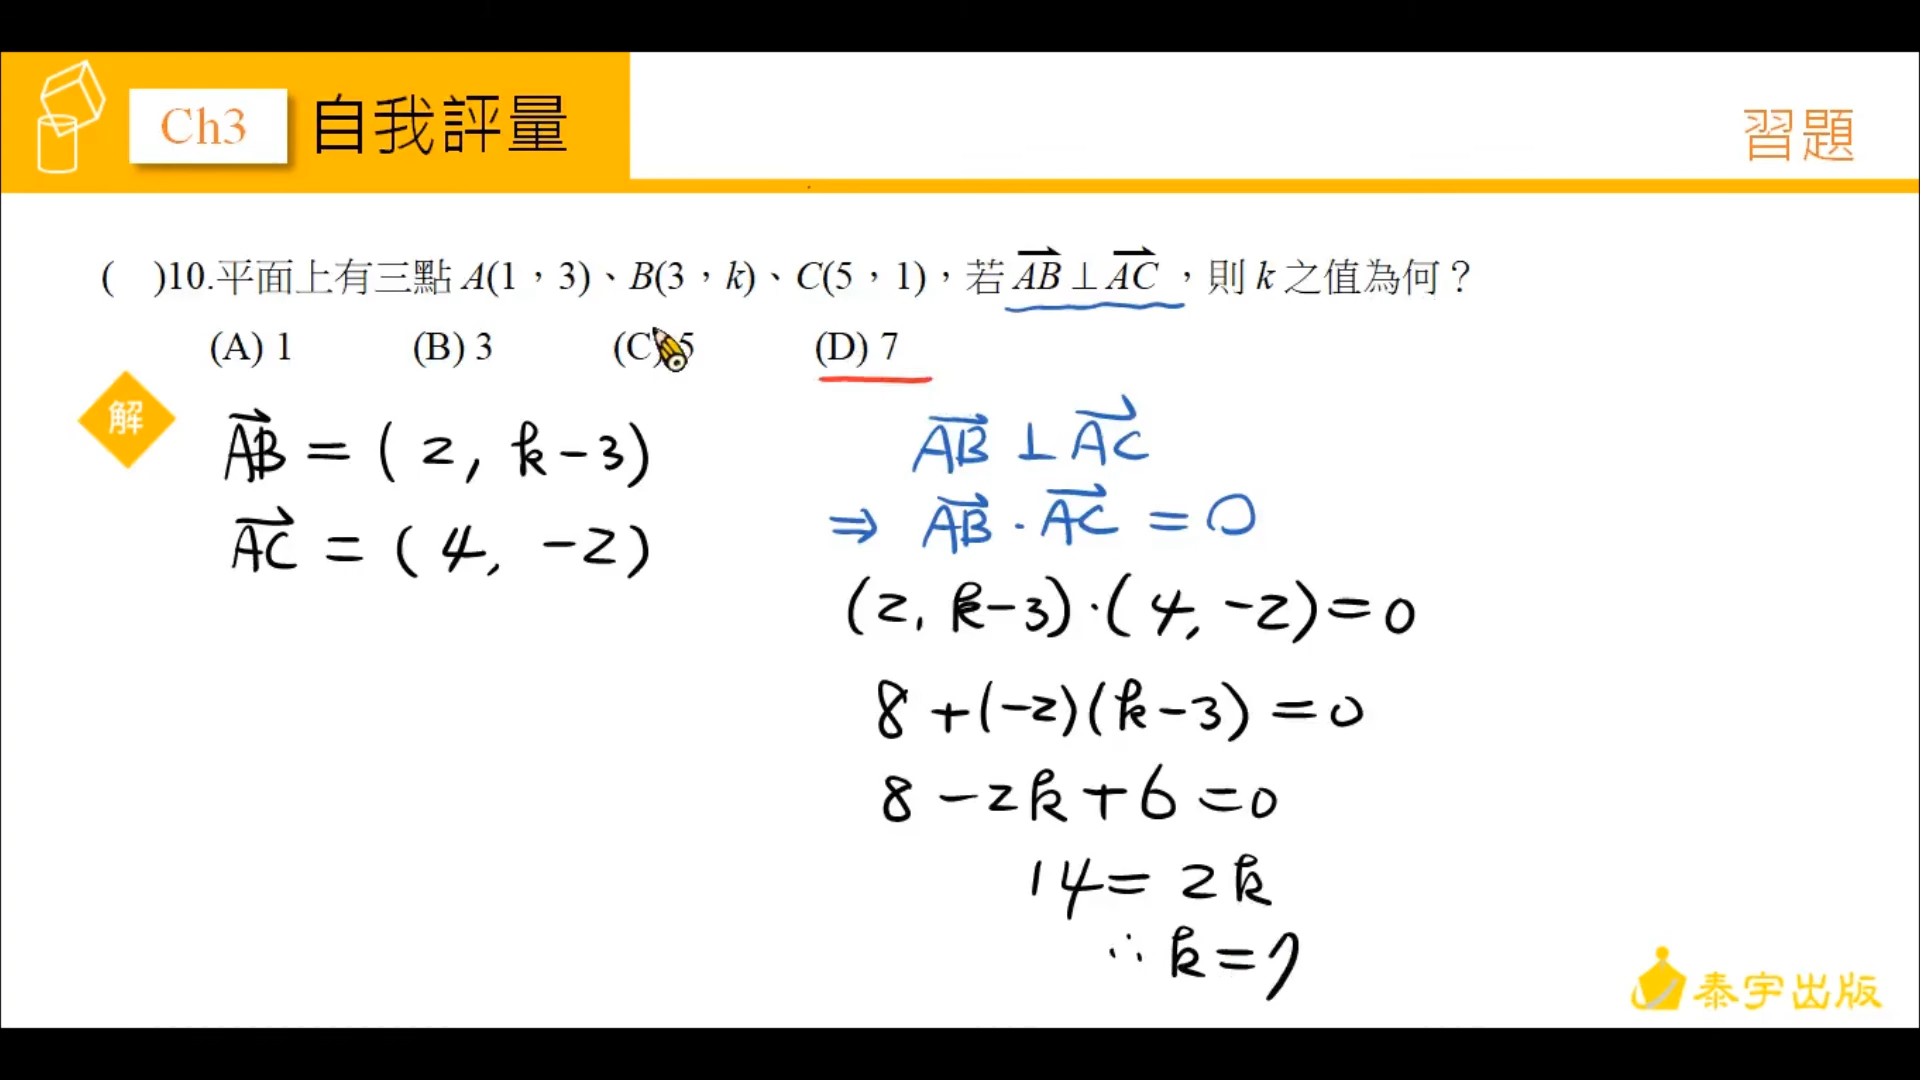 Ch3 自我評量
習題
( )10.平面上有三點 A(1,3)、B(3,k)、C(5,1),若 AB⊥AC,則 k 之值為何?
(A) 1 (B) 3 (C) 5 (D) 7
解
AB = (2, k-3)
AC = (4, -2)
AB ⊥ AC
⇒ AB · AC = 0
(2, k-3)·(4, -2)=0
8+(-2)(k-3)=0
8-2k+6=0
14=2k
∴ k=7
泰宇出版